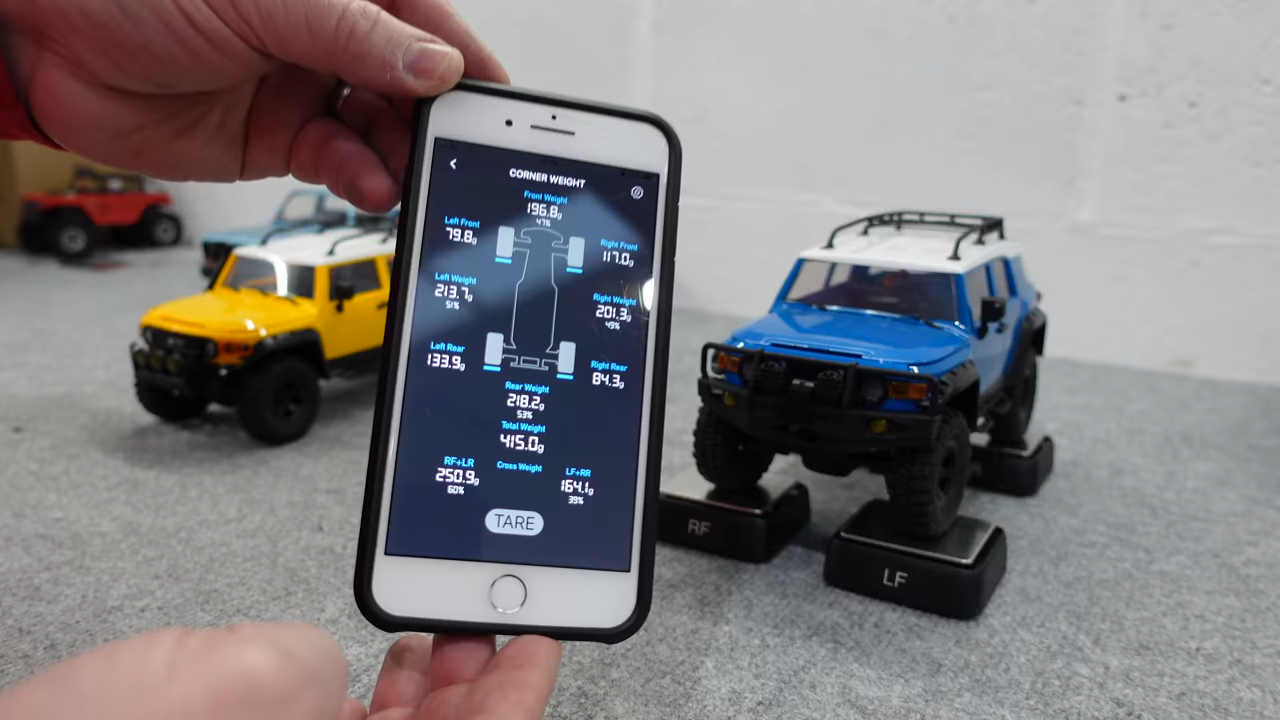 CORNER WEIGHT
Front Weight
196.8g
47%
Left Front
79.8g
Right Front
117.0g
Left Weight
213.7g
51%
Right Weight
201.3g
49%
Left Rear
133.9g
Right Rear
84.3g
Rear Weight
218.2g
53%
Total Weight
415.0g
RF+LR
250.9g
60%
Cross Weight
LF+RR
164.1g
39%
TARE
RF
LF